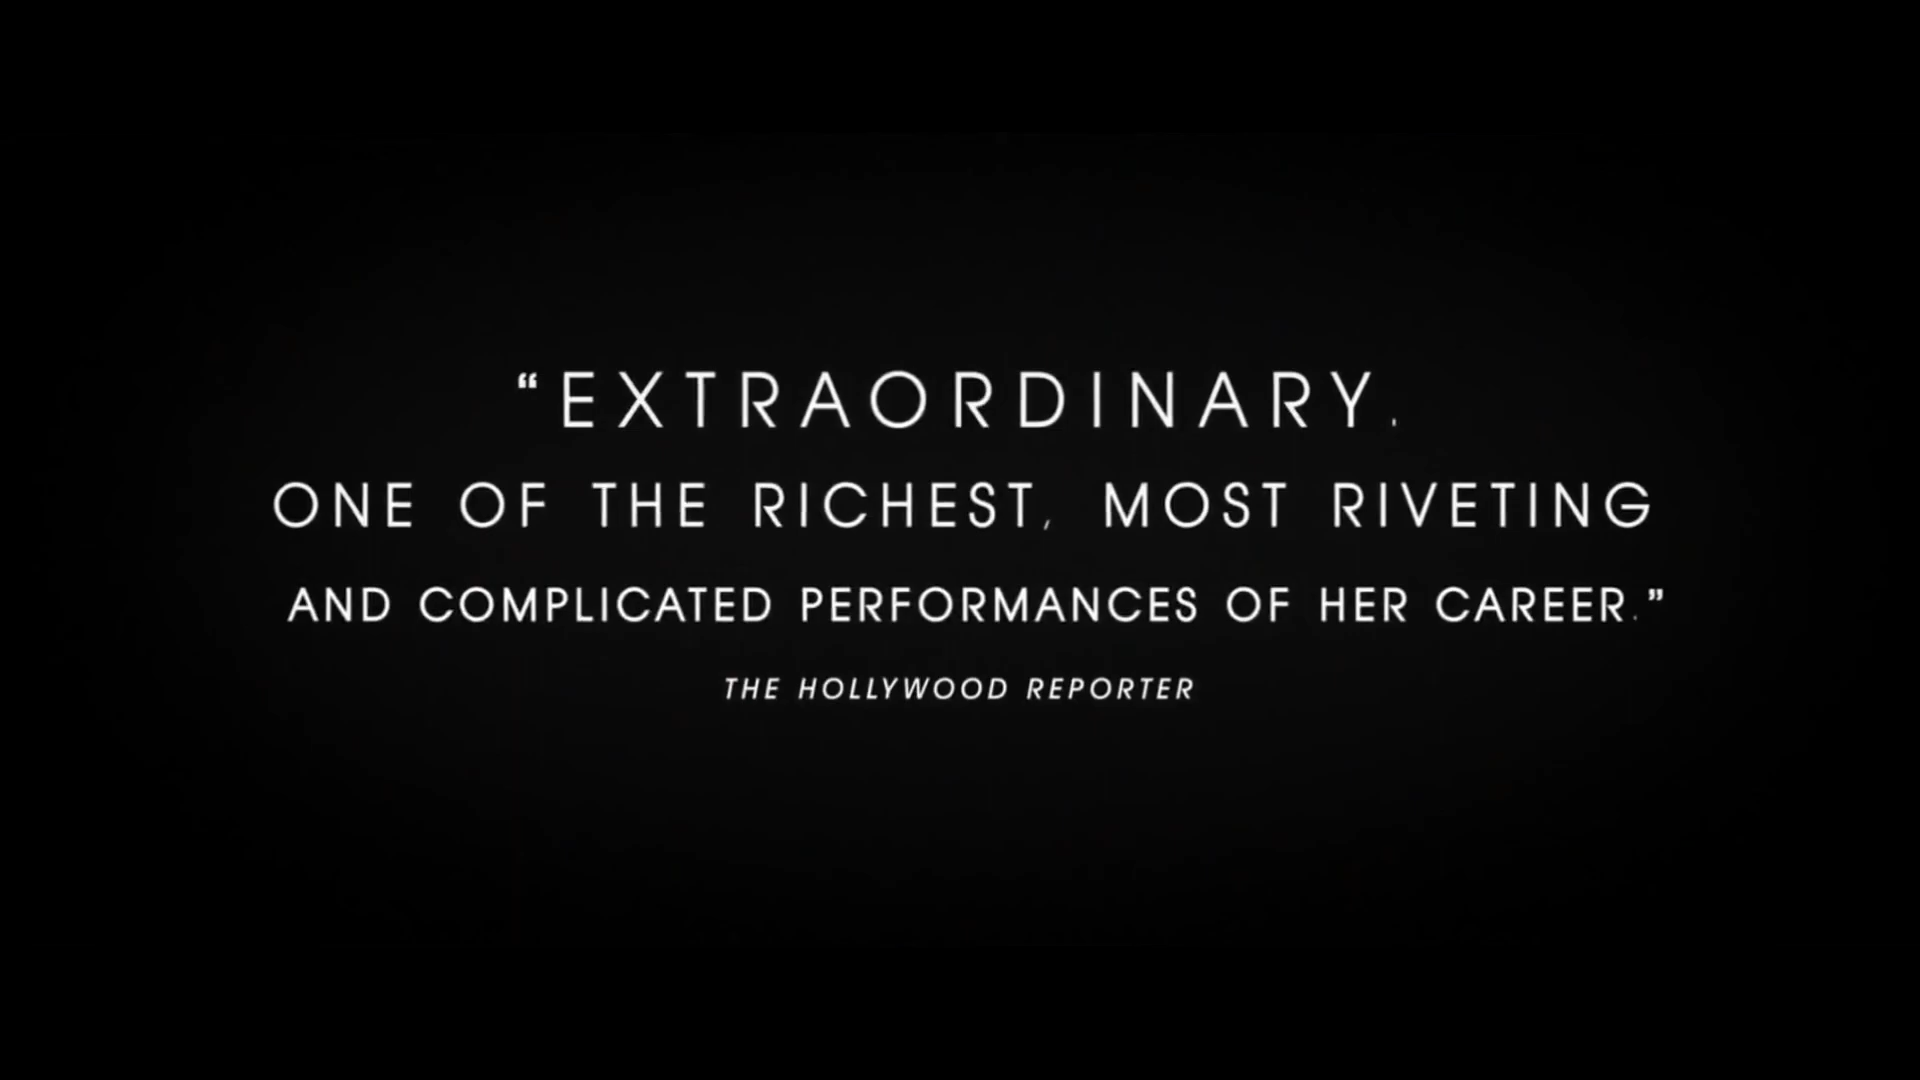 “EXTRAORDINARY.
ONE OF THE RICHEST, MOST RIVETING
AND COMPLICATED PERFORMANCES OF HER CAREER.”
THE HOLLYWOOD REPORTER